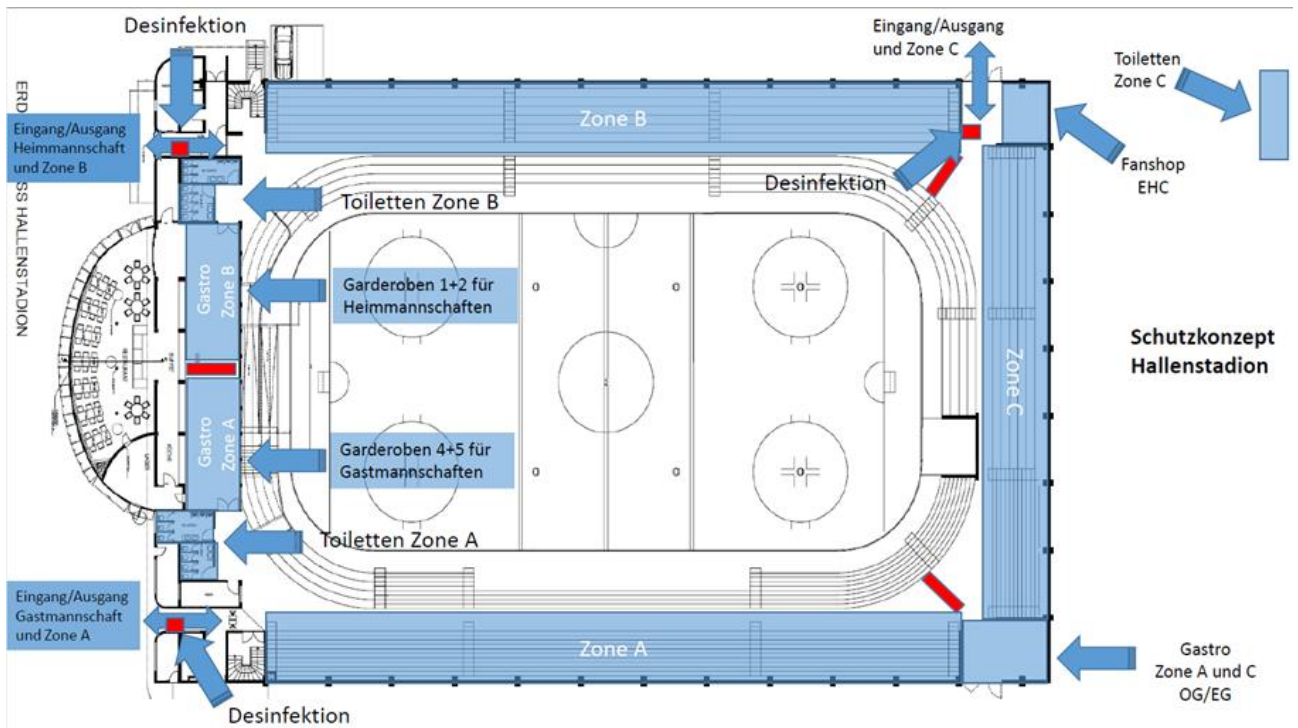 Desinfektion
Eingang/Ausgang
und Zone C
Toiletten
Zone C
Eingang/Ausgang
Heimmannschaft
und Zone B
Zone B
Fanshop
EHC
Desinfektion
Toiletten Zone B
Gastro
Zone B
Garderoben 1+2 für
Heimmannschaften
HALLENSTADION
Zone C
Schutzkonzept
Hallenstadion
Gastro
Zone A
Garderoben 4+5 für
Gastmannschaften
Toiletten Zone A
Eingang/Ausgang
Gastmannschaft
und Zone A
Zone A
Gastro
Zone A und C
OG/EG
Desinfektion